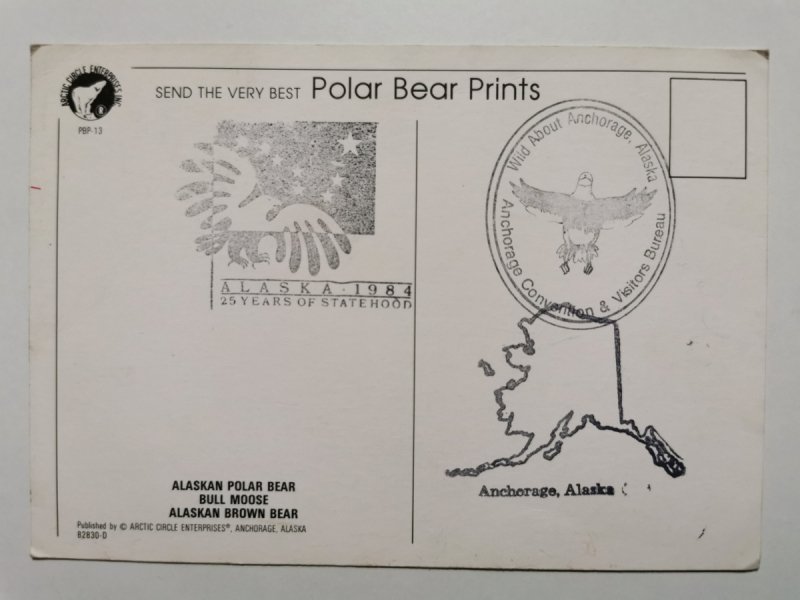 ARCTIC CIRCLE ENTERPRISES INC
®
PBP-13
SEND THE VERY BEST Polar Bear Prints
ALASKA · 1984
25 YEARS OF STATEHOOD
Wild About Anchorage, Alaska
Anchorage Convention & Visitors Bureau
Anchorage, Alaska
ALASKAN POLAR BEAR
BULL MOOSE
ALASKAN BROWN BEAR
Published by © ARCTIC CIRCLE ENTERPRISES®, ANCHORAGE, ALASKA
B2830-D